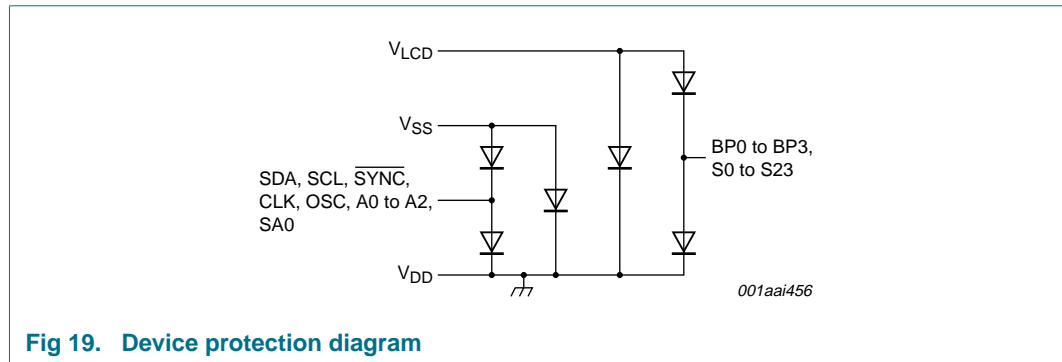 VLCD
VSS
SDA, SCL, S̅Y̅N̅C̅,
CLK, OSC, A0 to A2,
SA0
BP0 to BP3,
S0 to S23
VDD
001aai456
Fig 19. Device protection diagram